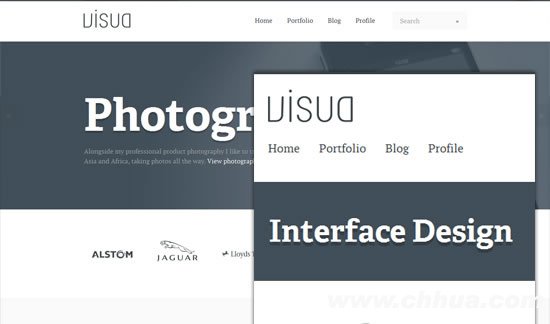 VISUA
Home Portfolio Blog Profile Search
Photogr
Alongside my professional product photography I like to
Asia and Africa, taking photos all the way. View photograp
ALSTOM JAGUAR Lloyds
VISUA
Home Portfolio Blog Profile
Interface Design
www.chhua.com